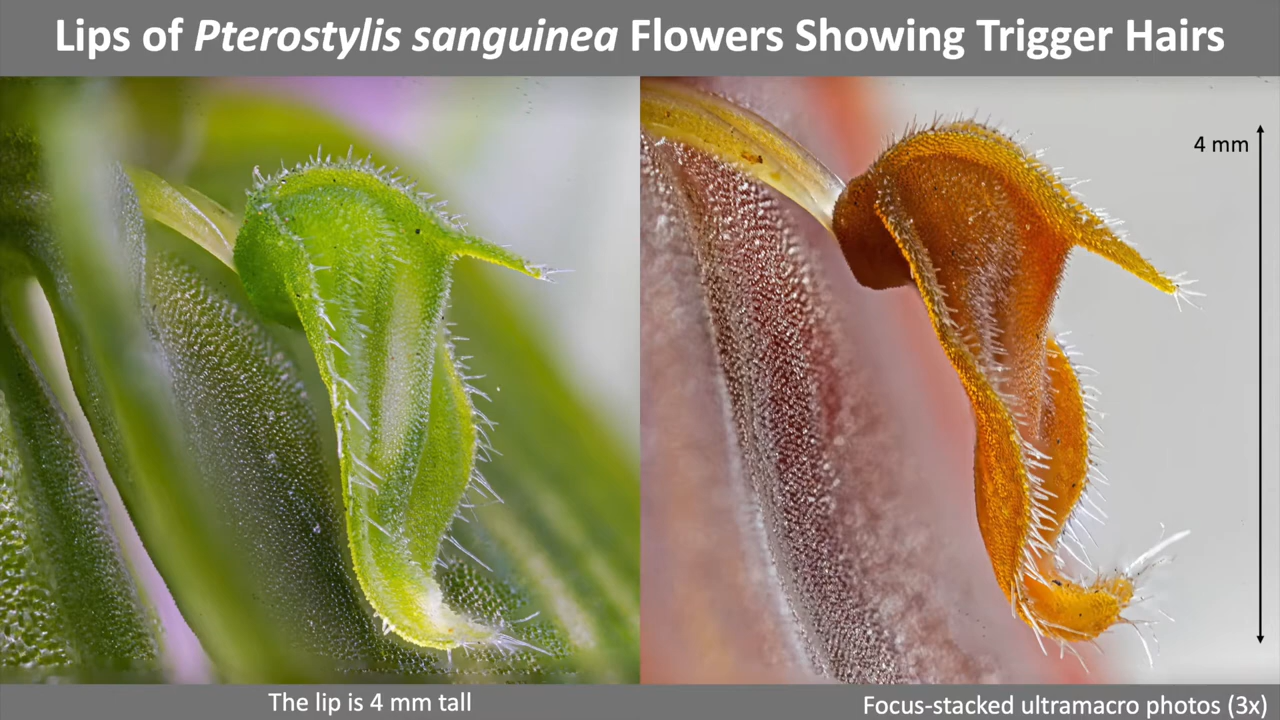 Lips of Pterostylis sanguinea Flowers Showing Trigger Hairs
4 mm
The lip is 4 mm tall
Focus-stacked ultramacro photos (3x)